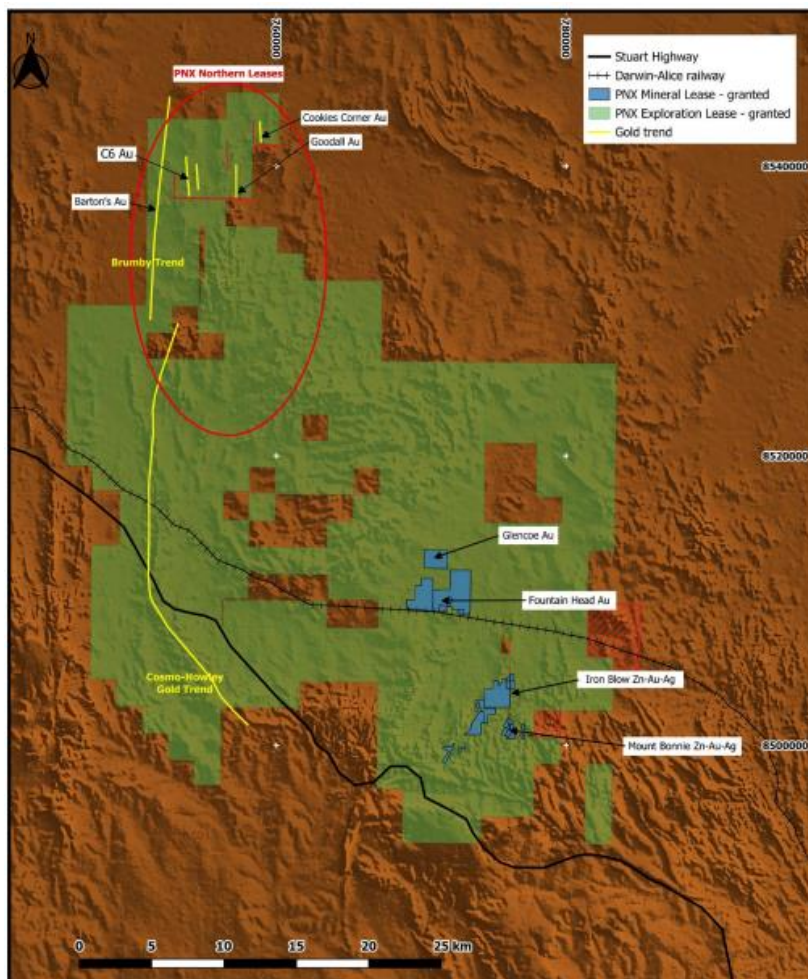 N
760000
780000
PNX Northern Leases
Stuart Highway
Darwin-Alice railway
PNX Mineral Lease - granted
PNX Exploration Lease - granted
Gold trend
Cookies Corner Au
C6 Au
Goodall Au
8540000
Barton's Au
Brumby Trend
8520000
Glencoe Au
Fountain Head Au
Cosmo-Howley
Gold Trend
Iron Blow Zn-Au-Ag
Mount Bonnie Zn-Au-Ag
8500000
0 5 10 15 20 25 km